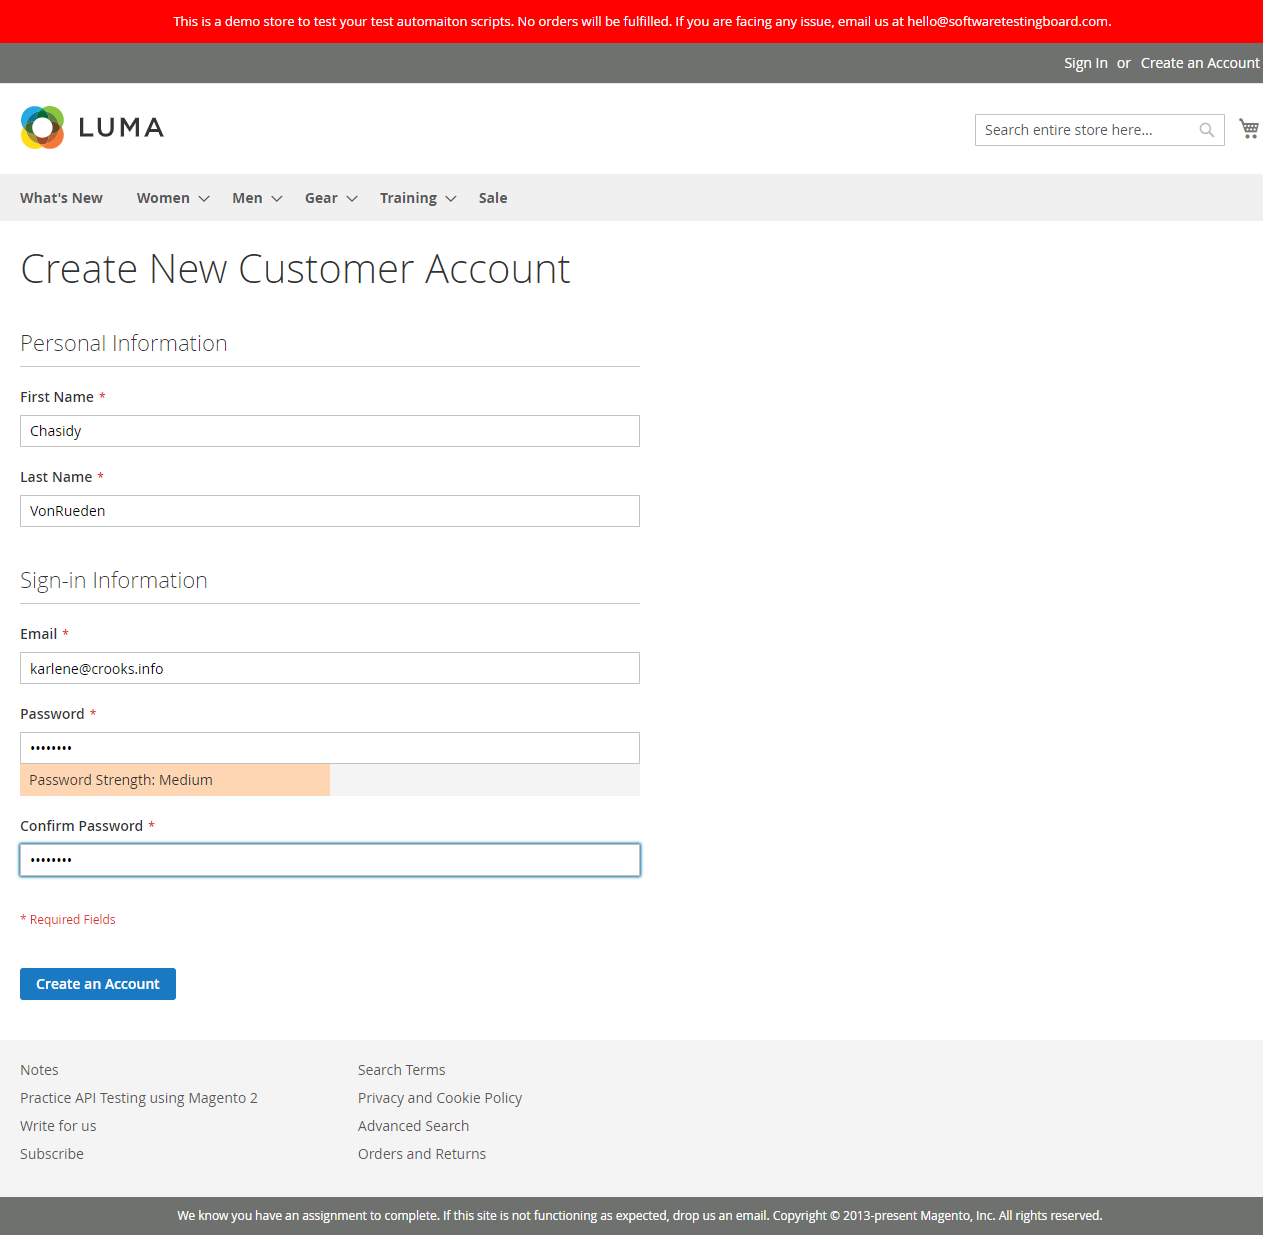 This is a demo store to test your test automaiton scripts. No orders will be fulfilled. If you are facing any issue, email us at hello@softwaretestingboard.com.
Sign In or Create an Account
LUMA
Search entire store here...
What's New Women Men Gear Training Sale
Create New Customer Account
Personal Information
First Name *
Chasidy
Last Name *
VonRueden
Sign-in Information
Email *
karlene@crooks.info
Password *
••••••••
Password Strength: Medium
Confirm Password *
••••••••
* Required Fields
Create an Account
Notes
Practice API Testing using Magento 2
Write for us
Subscribe
Search Terms
Privacy and Cookie Policy
Advanced Search
Orders and Returns
We know you have an assignment to complete. If this site is not functioning as expected, drop us an email. Copyright © 2013-present Magento, Inc. All rights reserved.